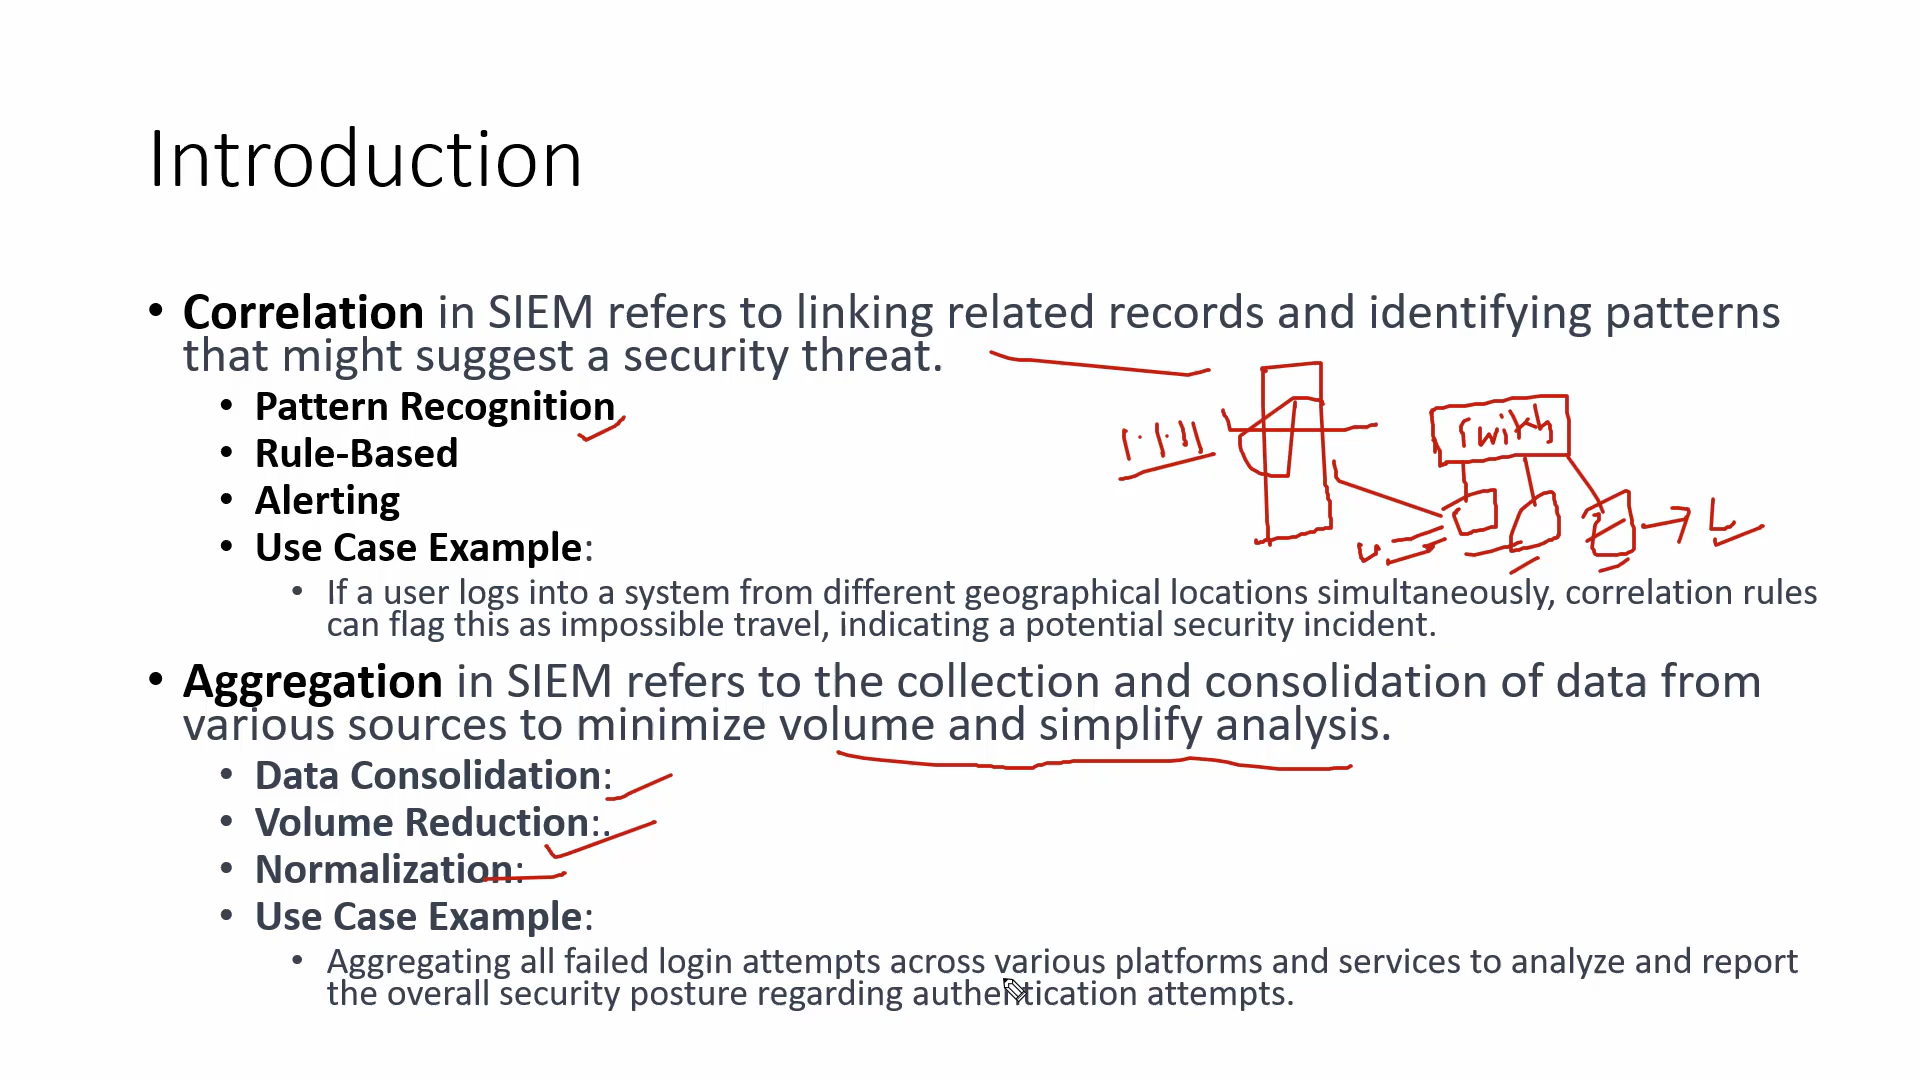 Introduction
• Correlation in SIEM refers to linking related records and identifying patterns
that might suggest a security threat.
• Pattern Recognition
• Rule-Based
• Alerting
• Use Case Example:
• If a user logs into a system from different geographical locations simultaneously, correlation rules
can flag this as impossible travel, indicating a potential security incident.
• Aggregation in SIEM refers to the collection and consolidation of data from
various sources to minimize volume and simplify analysis.
• Data Consolidation:
• Volume Reduction:.
• Normalization:
• Use Case Example:
• Aggregating all failed login attempts across various platforms and services to analyze and report
the overall security posture regarding authentication attempts.
1.1.11
L